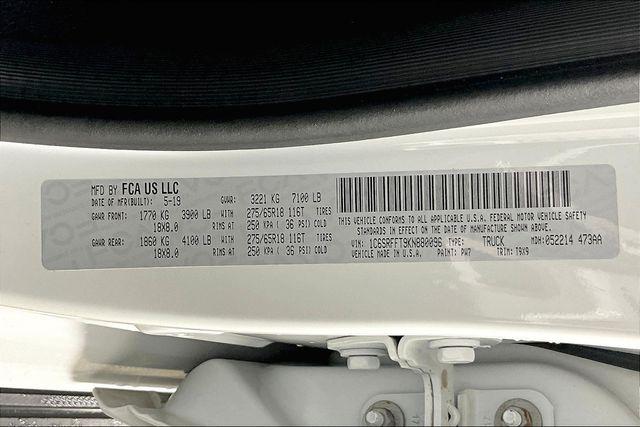 MFD BY FCA US LLC
DATE OF MFR(BUILT): 5-19 GVWR: 3221 KG 7100 LB
GAWR FRONT: 1770 KG 3900 LB WITH 275/65R18 116T TIRES
18X8.0 RIMS AT 250 KPA ( 36 PSI) COLD
GAWR REAR: 1860 KG 4100 LB WITH 275/65R18 116T TIRES
18X8.0 RIMS AT 250 KPA ( 36 PSI) COLD
THIS VEHICLE CONFORMS TO ALL APPLICABLE U.S.A. FEDERAL MOTOR VEHICLE SAFETY
STANDARDS IN EFFECT ON THE DATE OF MANUFACTURE SHOWN ABOVE.
VIN: 1C6SRFFT9KN880096 TYPE: TRUCK MDH: 052214 473AA
VEHICLE MADE IN U.S.A. PAINT: PW7 TRIM: T9X9